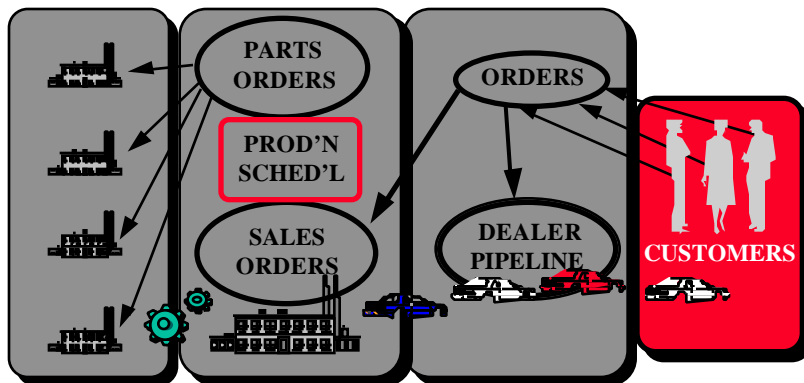 PARTS
ORDERS
PROD'N
SCHED'L
SALES
ORDERS
ORDERS
DEALER
PIPELINE
CUSTOMERS